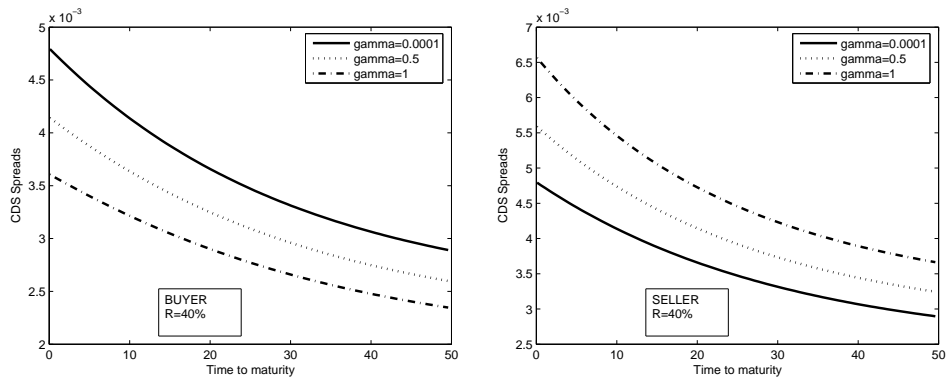 x 10⁻³
5
4.5
4
3.5
3
2.5
2
0 10 20 30 40 50
CDS Spreads
Time to maturity
gamma=0.0001
gamma=0.5
gamma=1
BUYER
R=40%
x 10⁻³
7
6.5
6
5.5
5
4.5
4
3.5
3
2.5
0 10 20 30 40 50
CDS Spreads
Time to maturity
gamma=0.0001
gamma=0.5
gamma=1
SELLER
R=40%